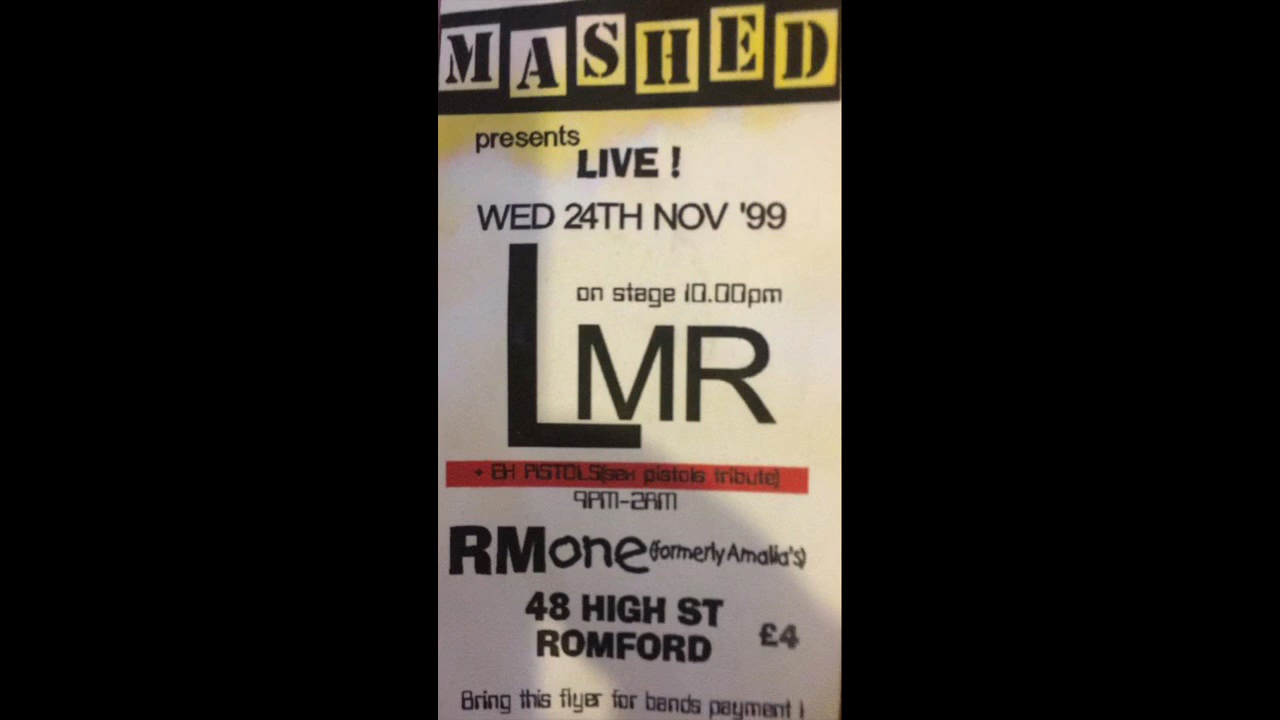 MASHED
presents
LIVE !
WED 24TH NOV '99
on stage 10.00pm
LMR
+ EX PISTOLS(sex pistols tribute)
9PM-2AM
RMone (formerly Amalia's)
48 HIGH ST
ROMFORD £4
Bring this flyer for bands payment !